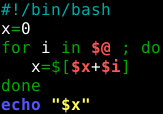 #!/bin/bash
x=0
for i in $@ ; do
   x=$[$x+$i]
done
echo "$x"